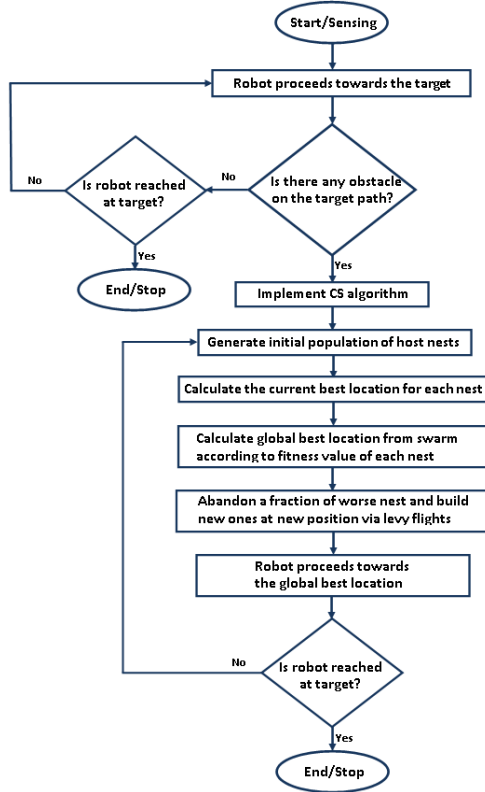 Start/Sensing
Robot proceeds towards the target
Is there any obstacle
on the target path?
No
Is robot reached
at target?
No
Yes
End/Stop
Yes
Implement CS algorithm
Generate initial population of host nests
Calculate the current best location for each nest
Calculate global best location from swarm
according to fitness value of each nest
Abandon a fraction of worse nest and build
new ones at new position via levy flights
Robot proceeds towards
the global best location
Is robot reached
at target?
No
Yes
End/Stop